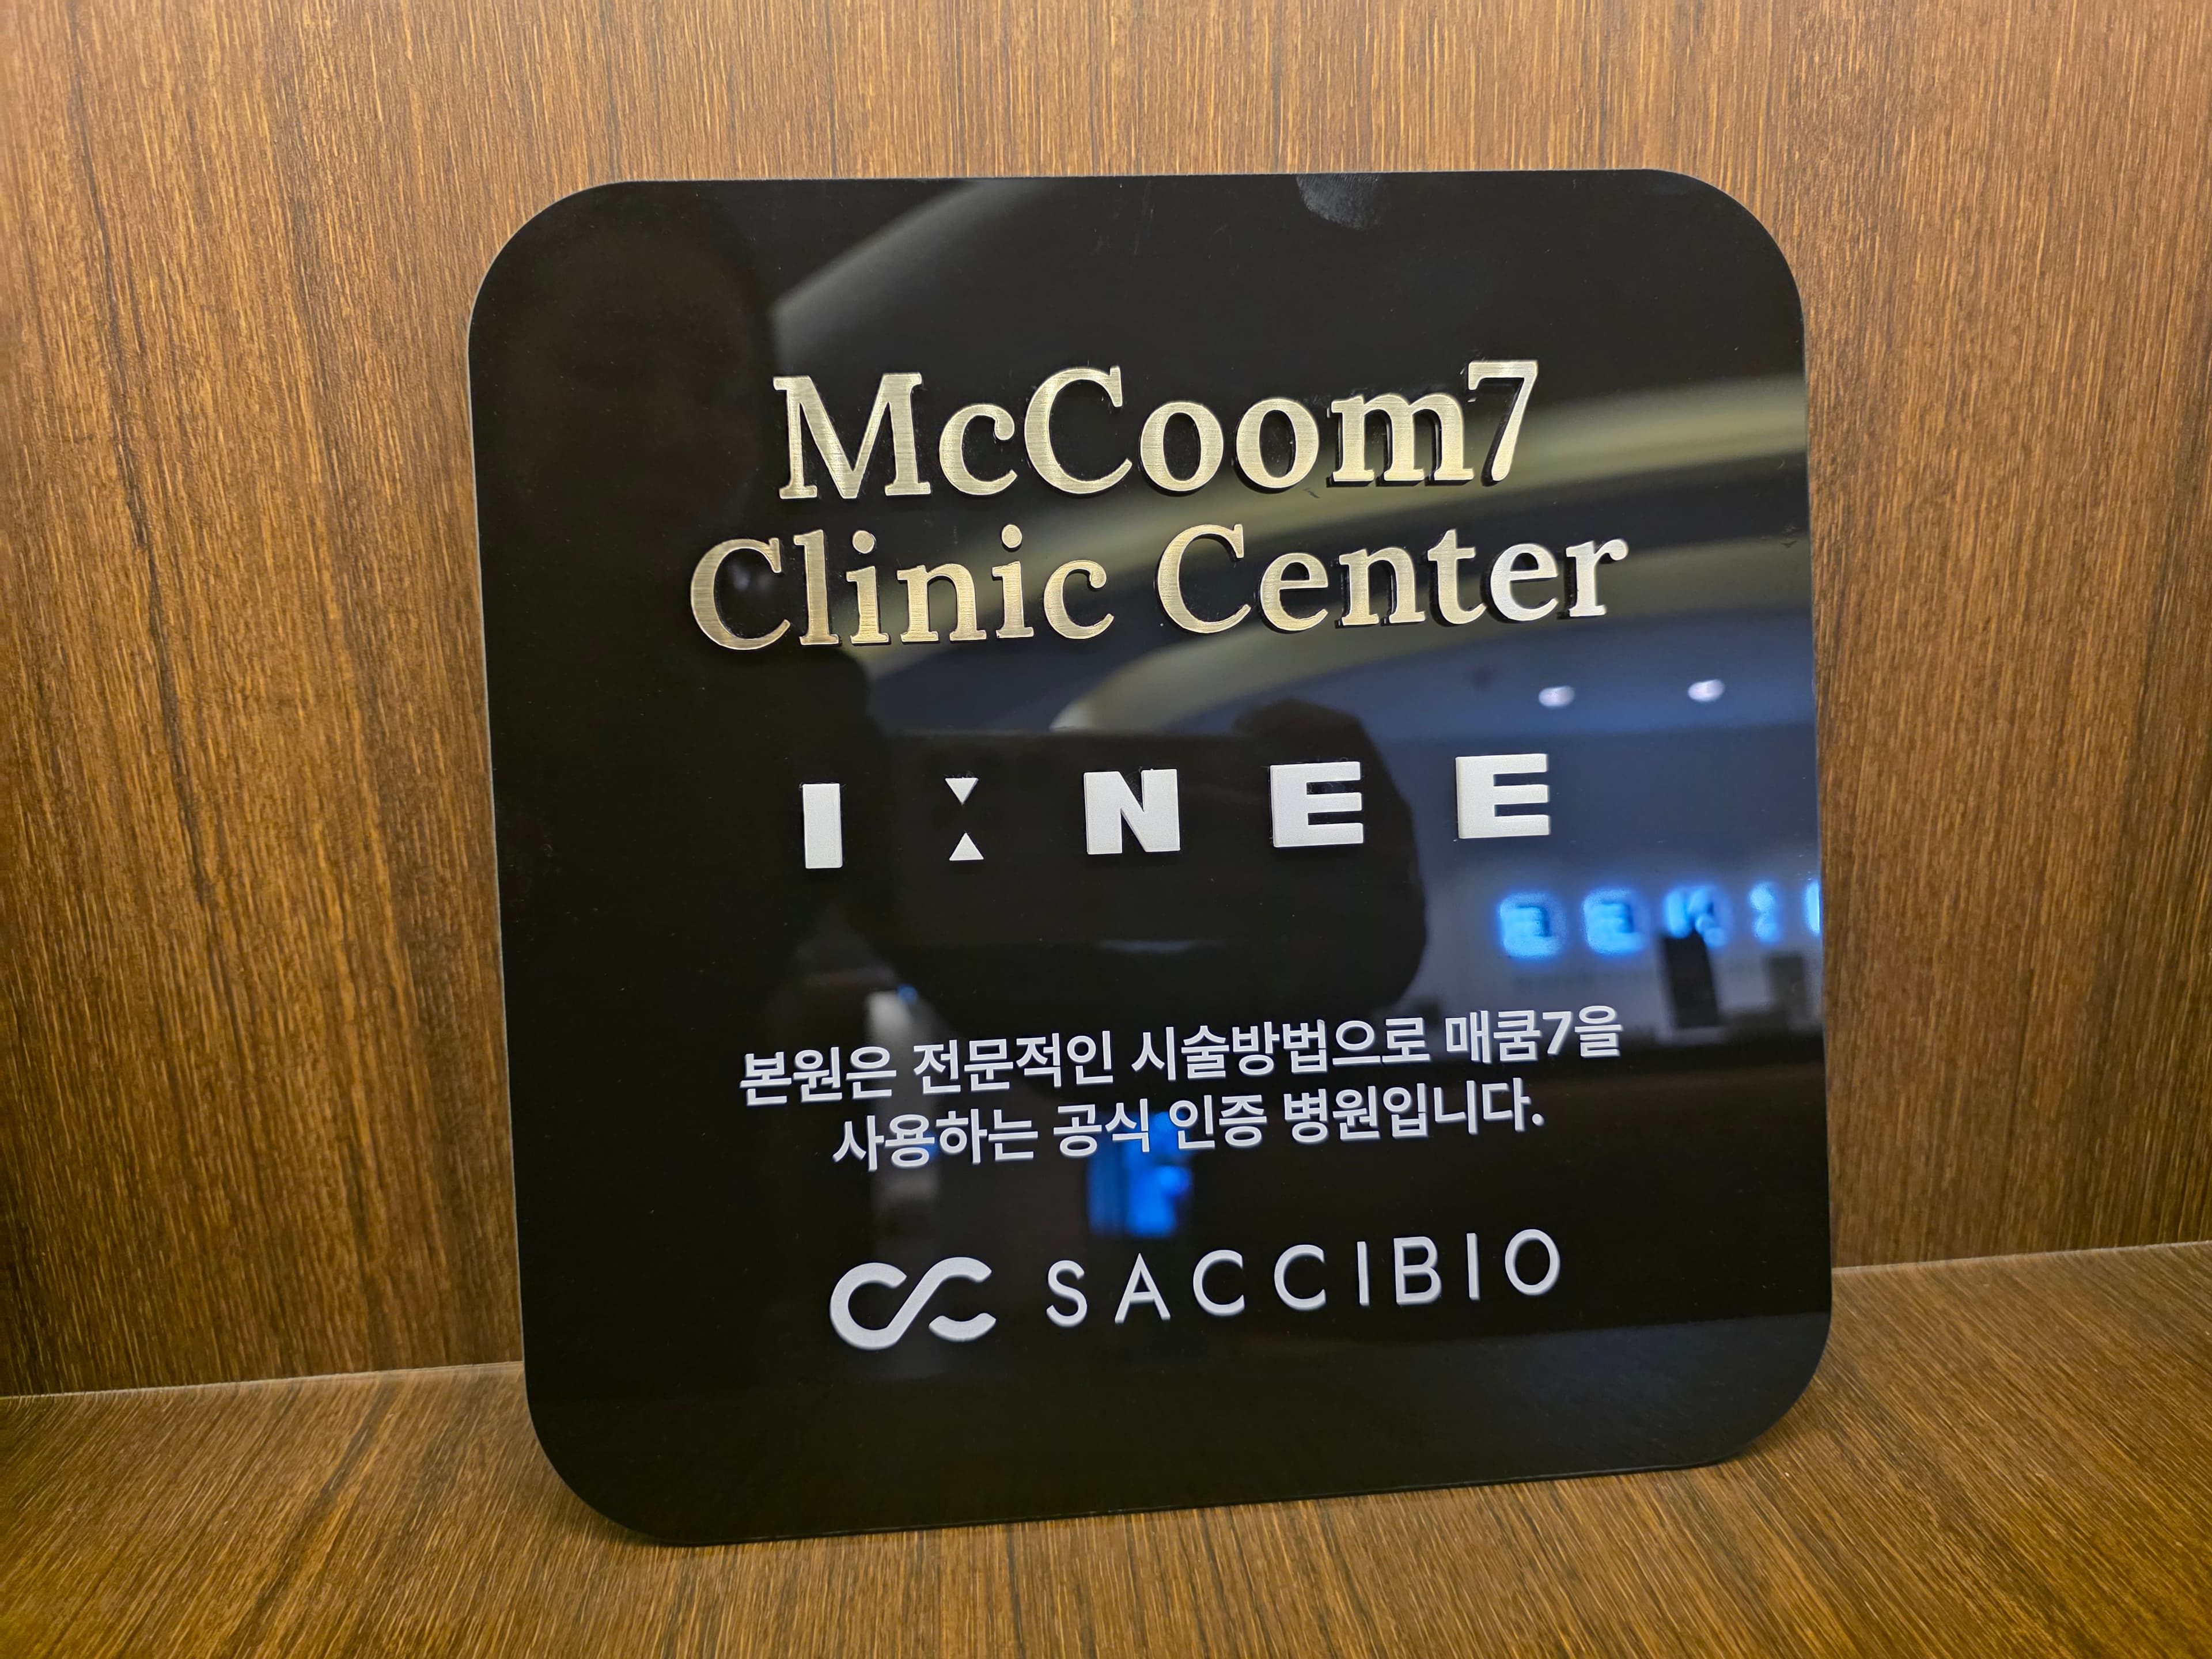 McCoom7
Clinic Center
I:NEE
본원은 전문적인 시술방법으로 매쿰7을
사용하는 공식 인증 병원입니다.
SACCIBIO